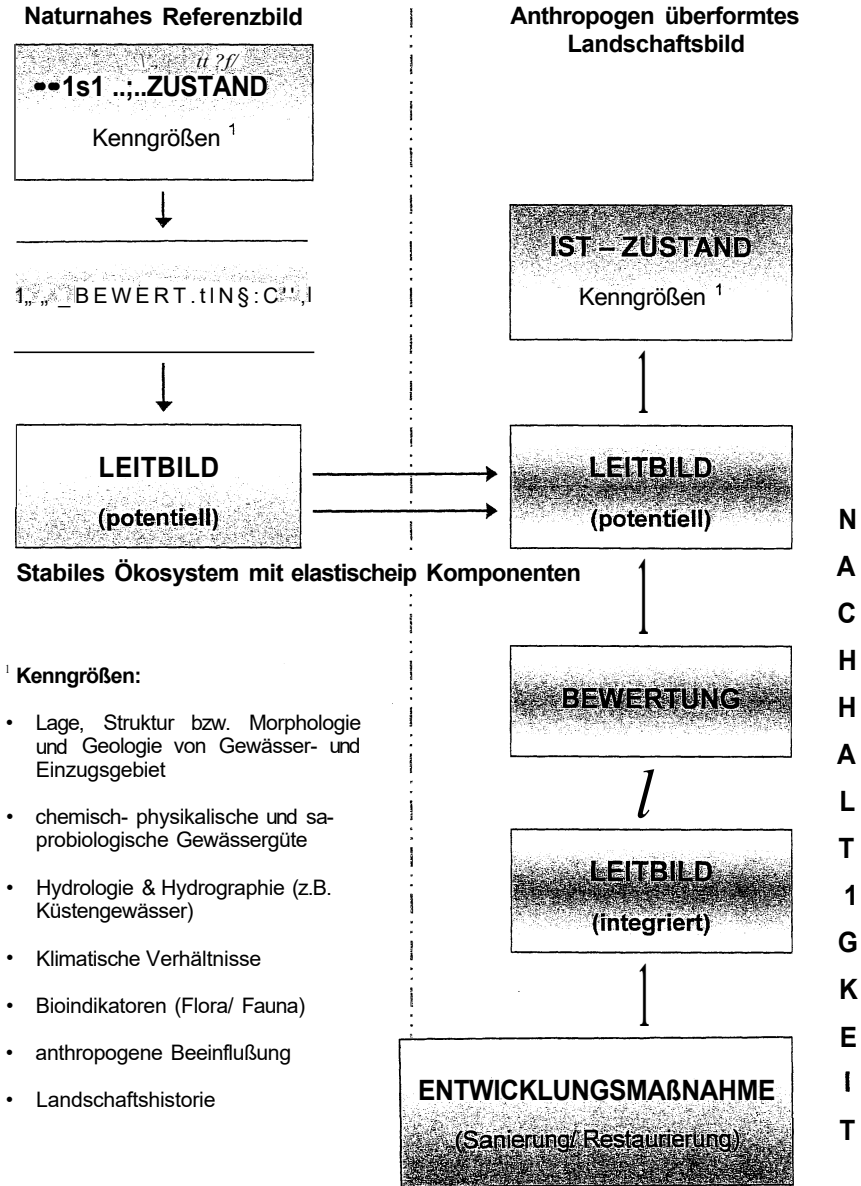 Naturnahes Referenzbild
ZUSTAND
Kenngrößen ¹
LEITBILD
(potentiell)
Stabiles Ökosystem mit elastischeip Komponenten
Anthropogen überformtes
Landschaftsbild
IST – ZUSTAND
Kenngrößen ¹
LEITBILD
(potentiell)
BEWERTUNG
LEITBILD
(integriert)
ENTWICKLUNGSMAßNAHME
(Sanierung/ Restaurierung)
N
A
C
H
H
A
L
T
1
G
K
E
I
T
¹ Kenngrößen:
• Lage, Struktur bzw. Morphologie
und Geologie von Gewässer- und
Einzugsgebiet
• chemisch- physikalische und sa-
probiologische Gewässergüte
• Hydrologie & Hydrographie (z.B.
Küstengewässer)
• Klimatische Verhältnisse
• Bioindikatoren (Flora/ Fauna)
• anthropogene Beeinflußung
• Landschaftshistorie